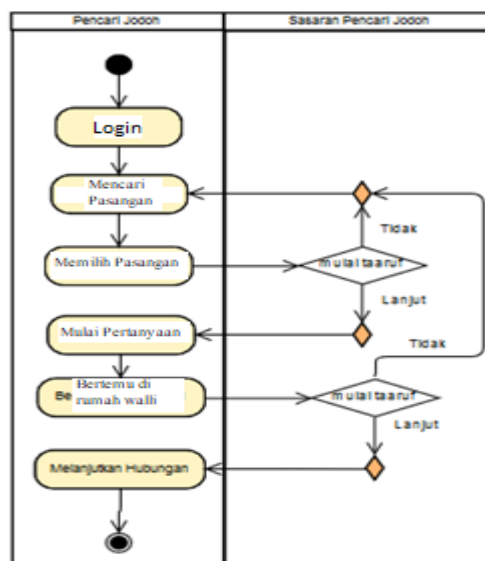 Pencari Jodoh
Sasaran Pencari Jodoh
Login
Mencari
Pasangan
Tidak
Memilih Pasangan
mulai taaruf
Lanjut
Mulai Pertanyaan
Tidak
Bertemu di
rumah walli
mulai taaruf
Lanjut
Melanjutkan Hubungan